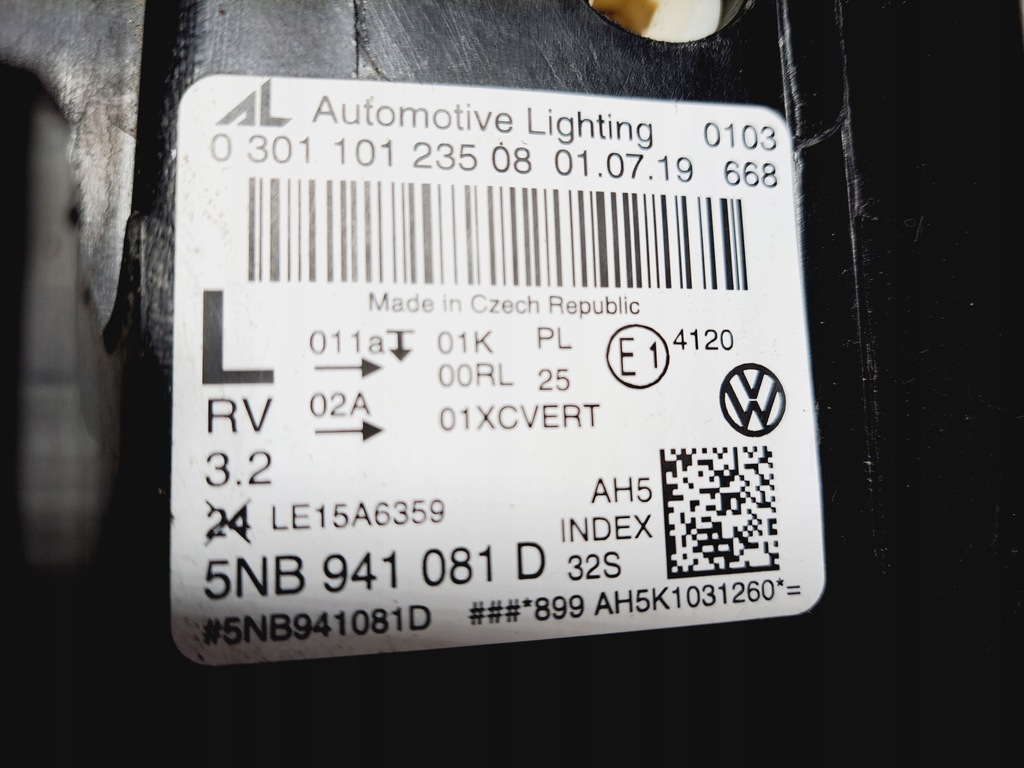 AL Automotive Lighting 0103
0 301 101 235 08 01.07.19 668
Made in Czech Republic
L 011a 01K PL E1 4120
00RL 25
RV 02A 01XCVERT VW
3.2
24 LE15A6359 AH5
INDEX
5NB 941 081 D 32S
#5NB941081D ###*899 AH5K1031260*=